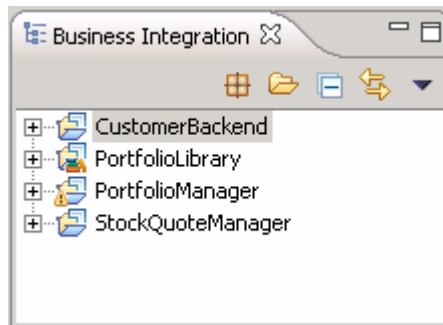 Business Integration
CustomerBackend
PortfolioLibrary
PortfolioManager
StockQuoteManager